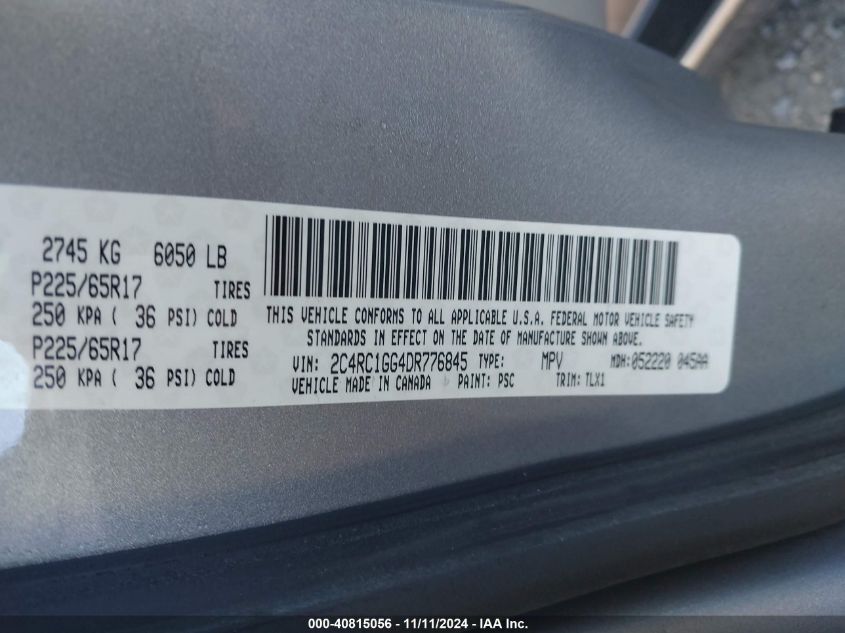 2745 KG 6050 LB
P225/65R17 TIRES
250 KPA ( 36 PSI) COLD
P225/65R17 TIRES
250 KPA ( 36 PSI) COLD
THIS VEHICLE CONFORMS TO ALL APPLICABLE U.S.A. FEDERAL MOTOR VEHICLE SAFETY
STANDARDS IN EFFECT ON THE DATE OF MANUFACTURE SHOWN ABOVE.
VIN: 2C4RC1GG4DR776845 TYPE: MPV MDH:052220 045AA
VEHICLE MADE IN CANADA PAINT: PSC TRIM: TLX1
000-40815056 - 11/11/2024 - IAA Inc.